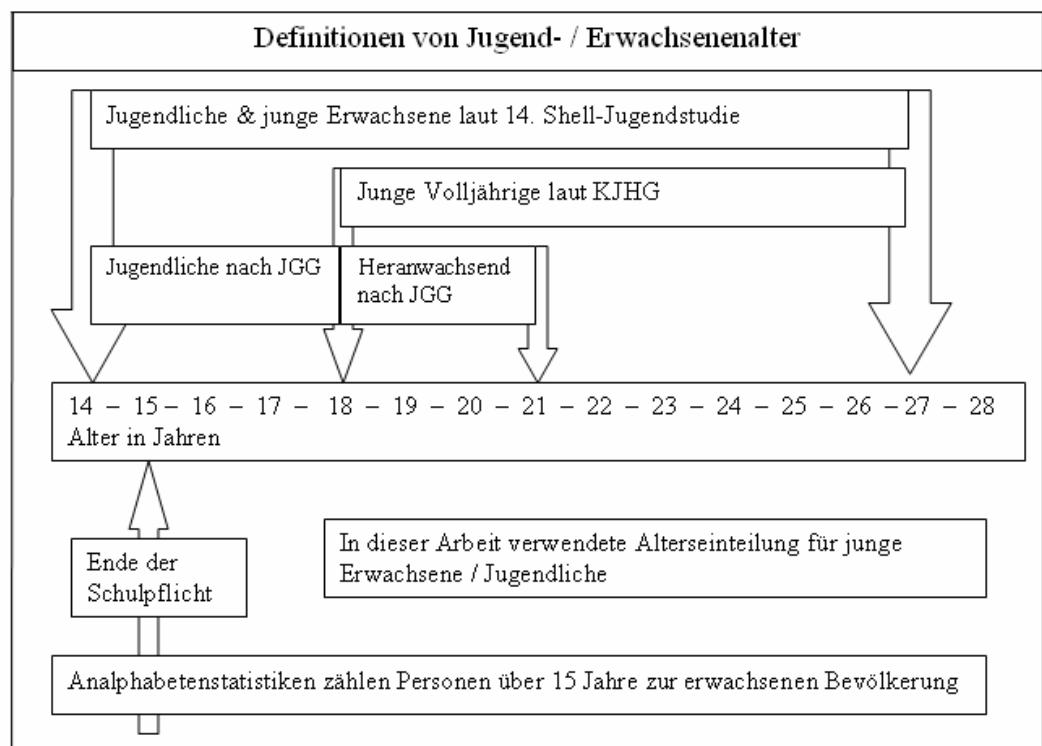 Definitionen von Jugend- / Erwachsenenalter
Jugendliche & junge Erwachsene laut 14. Shell-Jugendstudie
Junge Volljährige laut KJHG
Jugendliche nach JGG
Heranwachsend
nach JGG
14 – 15 – 16 – 17 – 18 – 19 – 20 – 21 – 22 – 23 – 24 – 25 – 26 – 27 – 28
Alter in Jahren
Ende der
Schulpflicht
In dieser Arbeit verwendete Alterseinteilung für junge
Erwachsene / Jugendliche
Analphabetenstatistiken zählen Personen über 15 Jahre zur erwachsenen Bevölkerung